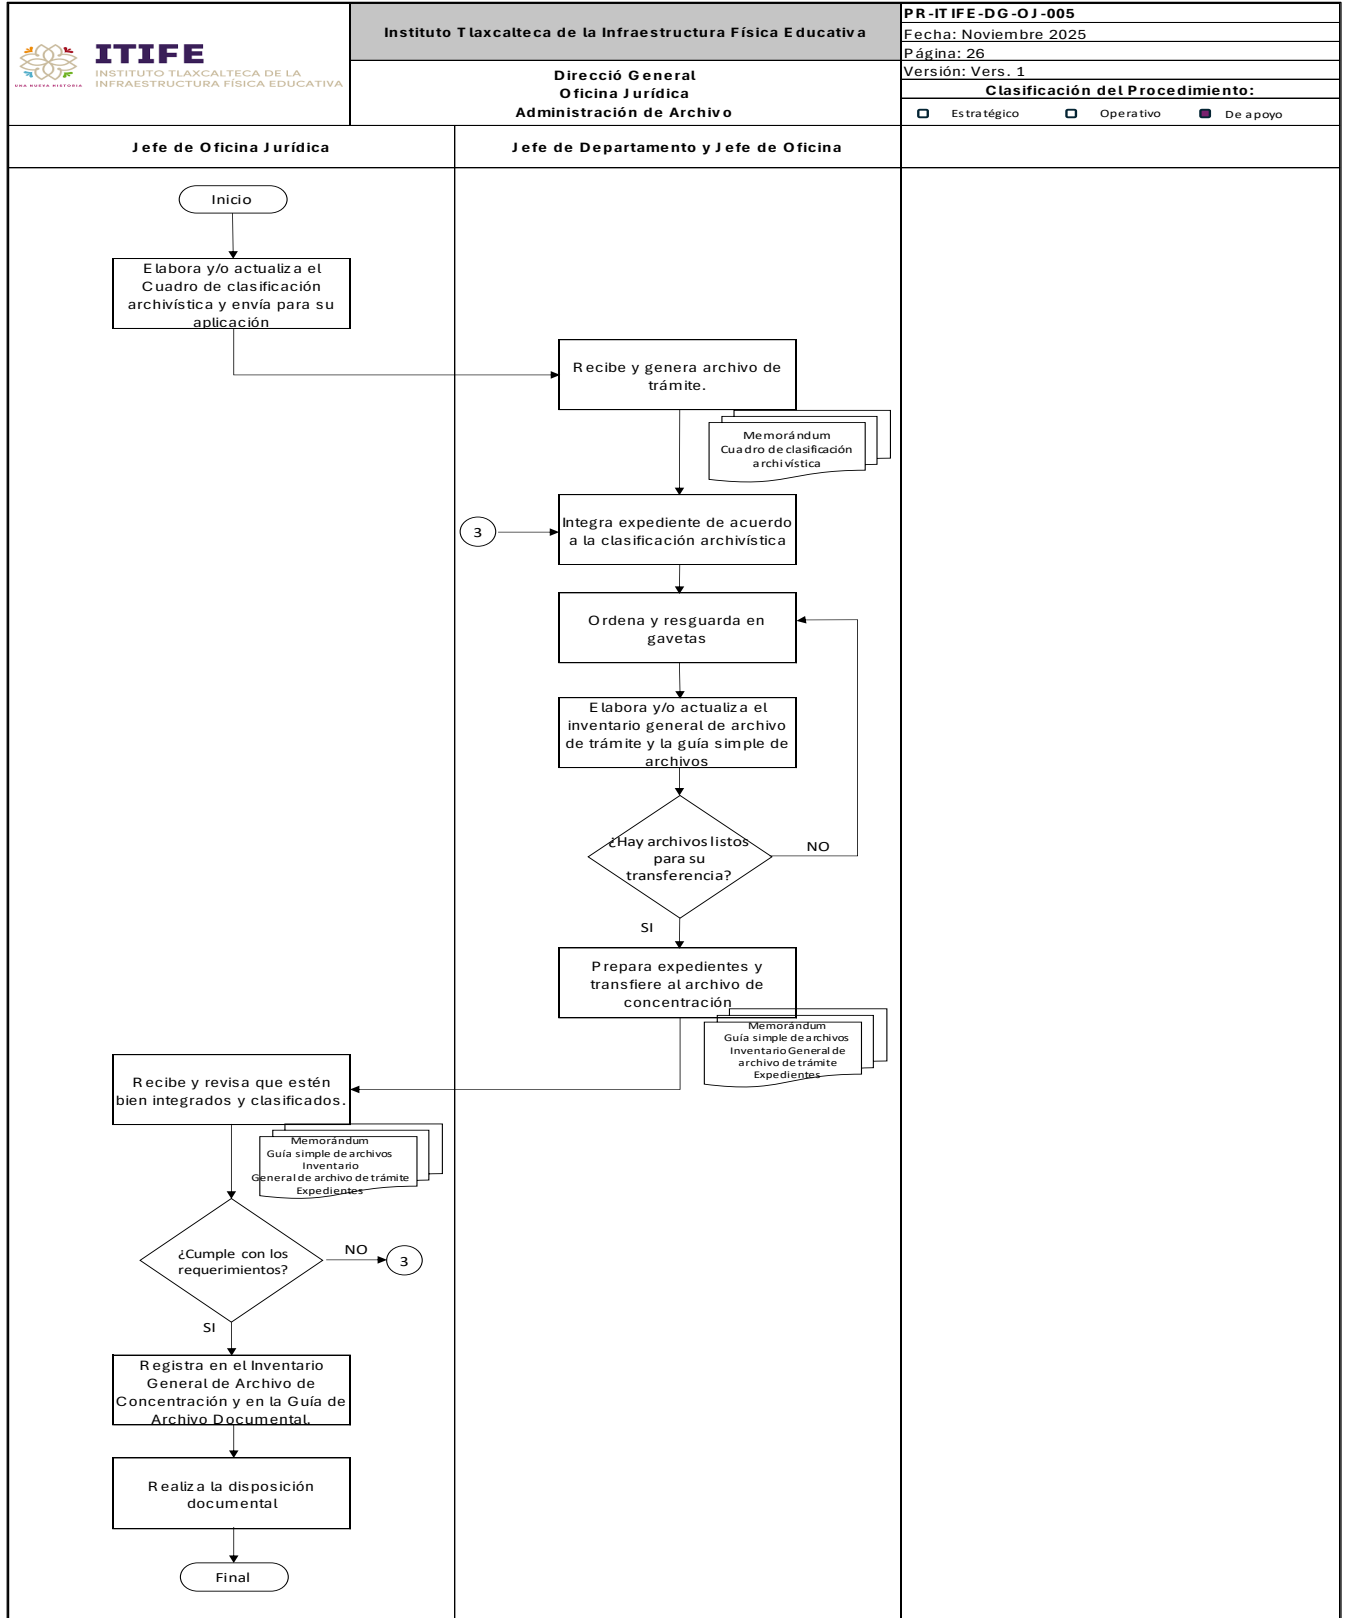 ITIFE
INSTITUTO TLAXCALTECA DE LA
INFRAESTRUCTURA FÍSICA EDUCATIVA
UNA NUEVA HISTORIA
Instituto Tlaxcalteca de la Infraestructura Física Educativa
Direcció General
Oficina Jurídica
Administración de Archivo
PR-ITIFE-DG-OJ-005
Fecha: Noviembre 2025
Página: 26
Versión: Vers. 1
Clasificación del Procedimiento:
Estratégico Operativo De apoyo
Jefe de Oficina Jurídica
Jefe de Departamento y Jefe de Oficina
Inicio
Elabora y/o actualiza el
Cuadro de clasificación
archivística y envía para su
aplicación
Recibe y genera archivo de
trámite.
Memorándum
Cuadro de clasificación
archivística
3
Integra expediente de acuerdo
a la clasificación archivística
Ordena y resguarda en
gavetas
Elabora y/o actualiza el
inventario general de archivo
de trámite y la guía simple de
archivos
¿Hay archivos listos
para su
transferencia?
NO
SI
Prepara expedientes y
transfiere al archivo de
concentración
Memorándum
Guía simple de archivos
Inventario General de
archivo de trámite
Expedientes
Recibe y revisa que estén
bien integrados y clasificados.
Memorándum
Guía simple de archivos
Inventario
General de archivo de trámite
Expedientes
¿Cumple con los
requerimientos?
NO
3
SI
Registra en el Inventario
General de Archivo de
Concentración y en la Guía de
Archivo Documental.
Realiza la disposición
documental
Final